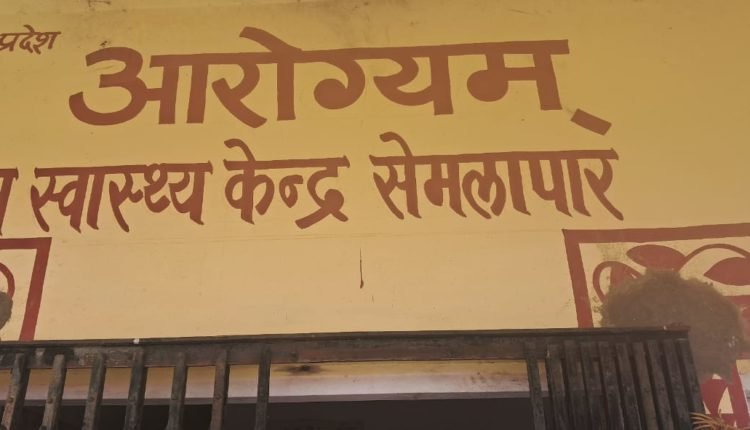 प्रदेश
आरोग्यम्
स्वास्थ्य केन्द्र सेमलापार